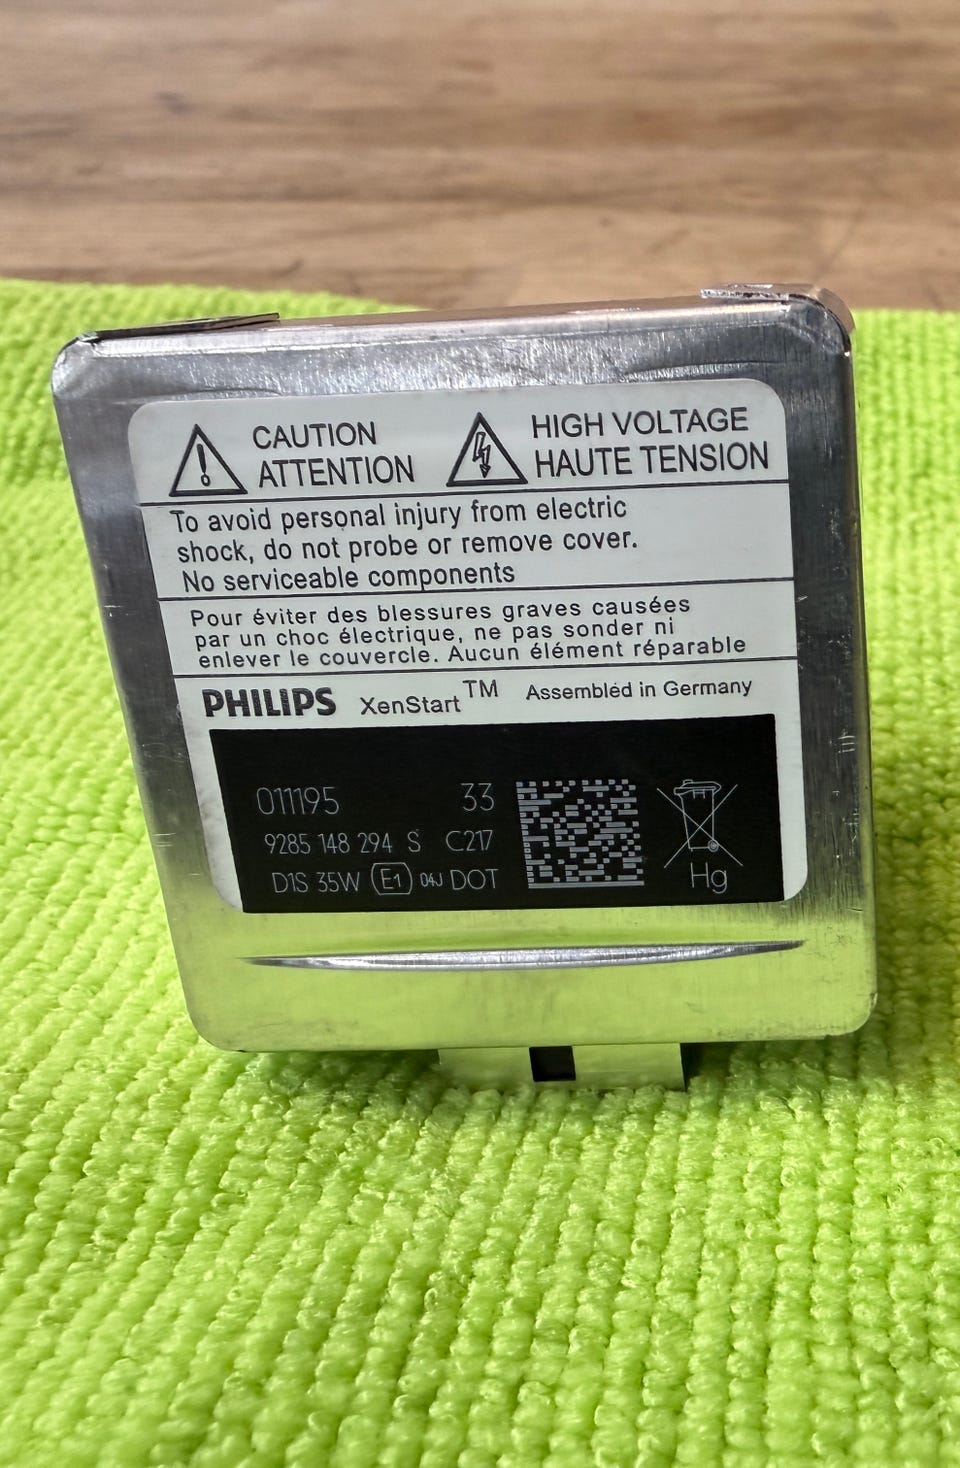 CAUTION
ATTENTION
HIGH VOLTAGE
HAUTE TENSION
To avoid personal injury from electric
shock, do not probe or remove cover.
No serviceable components
Pour éviter des blessures graves causées
par un choc électrique, ne pas sonder ni
enlever le couvercle. Aucun élément réparable
PHILIPS XenStart™ Assembléd in Germany
011195 33
9285 148 294 S C217
D1S 35W E1 04J DOT
Hg